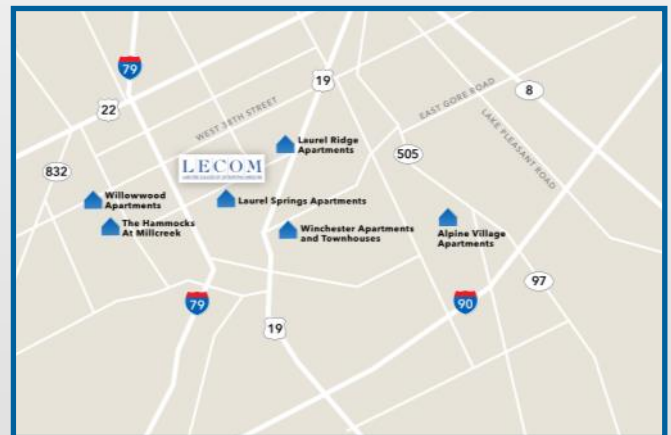 79
19
22
8
WEST 38TH STREET
EAST GORE ROAD
LAKE PLEASANT ROAD
Laurel Ridge
Apartments
505
LECOM
832
Willowwood
Apartments
Laurel Springs Apartments
The Hammocks
At Millcreek
Winchester Apartments
and Townhouses
Alpine Village
Apartments
97
79
90
19